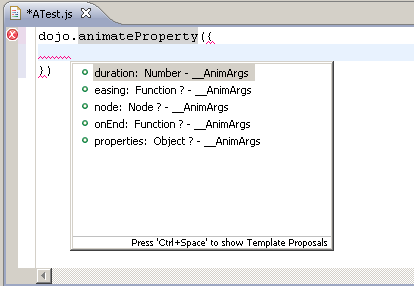 *ATest.js
dojo.animateProperty({
})
duration: Number - __AnimArgs
easing: Function ? - __AnimArgs
node: Node ? - __AnimArgs
onEnd: Function ? - __AnimArgs
properties: Object ? - __AnimArgs
Press 'Ctrl+Space' to show Template Proposals